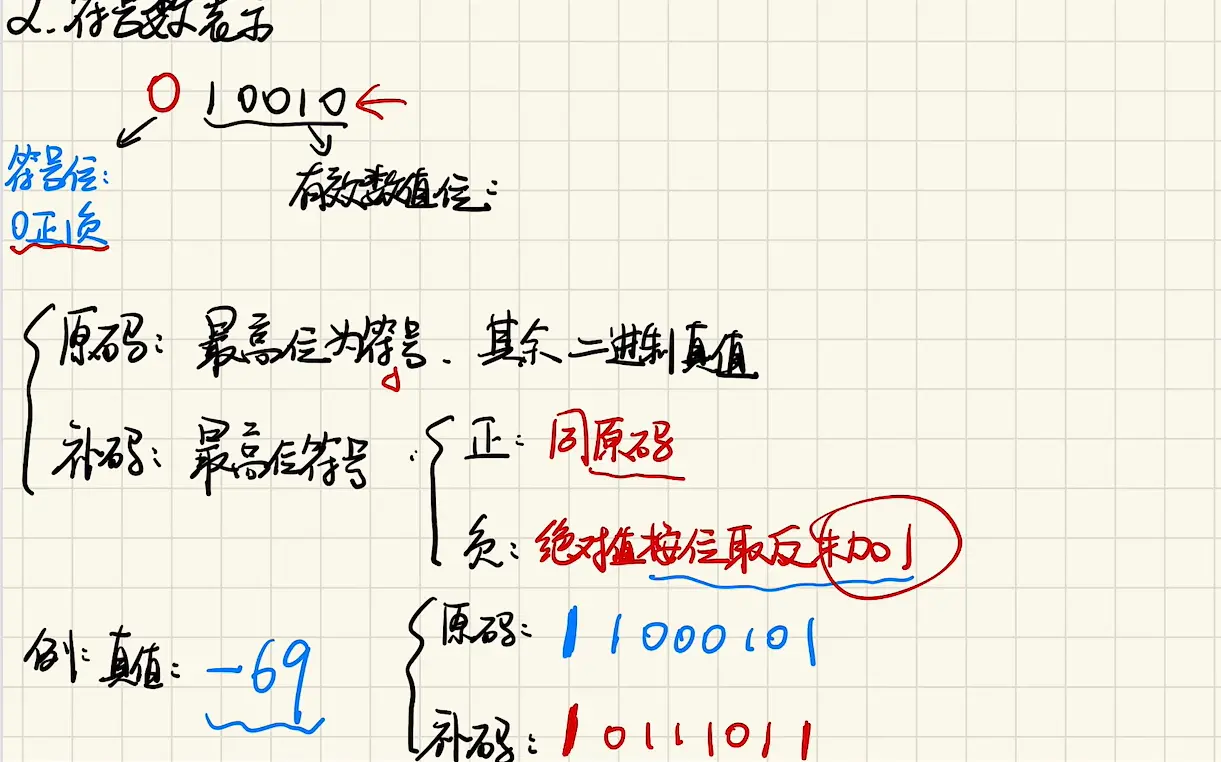 2. 符号数表示
0 10010 ←
符号位:
有效数值位:
0正1负
原码: 最高位为符号、其余二进制真值
补码: 最高位符号
正: 同原码
负: 绝对值按位取反末加1
例: 真值: -69
原码: 11000101
补码: 10111011